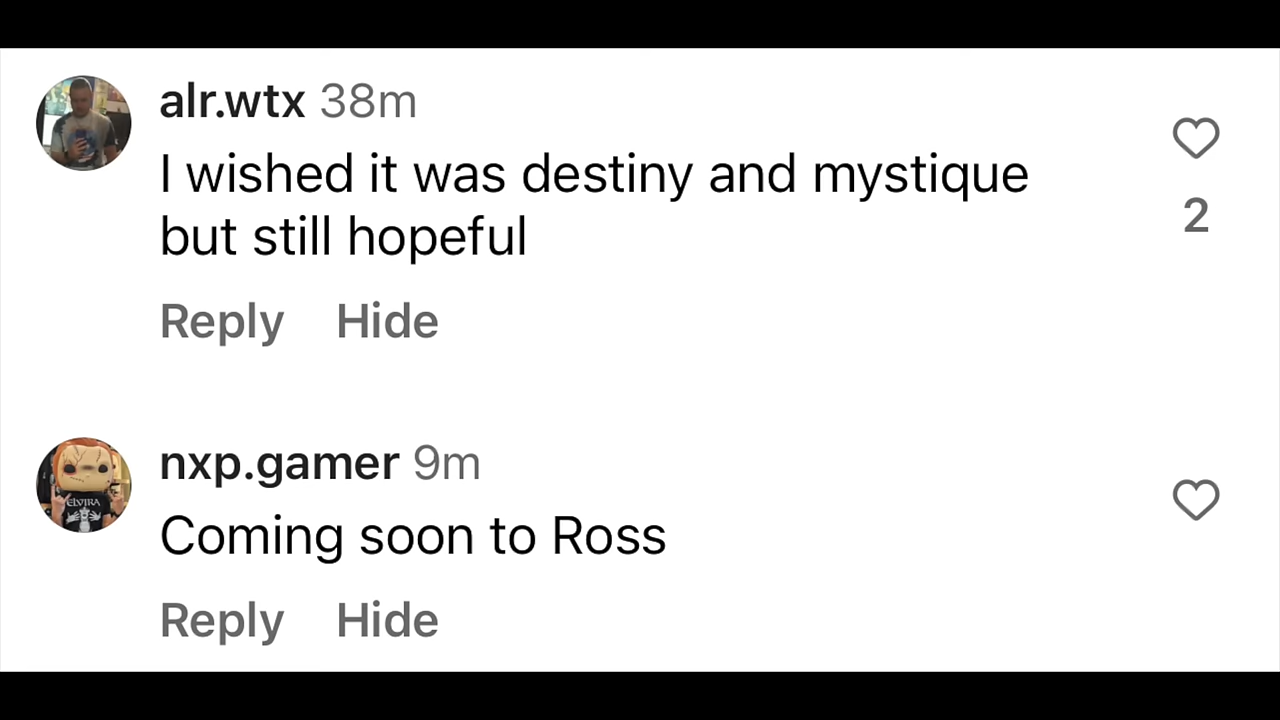 alr.wtx 38m
I wished it was destiny and mystique
but still hopeful
2
Reply Hide
nxp.gamer 9m
ELVIRA
Coming soon to Ross
Reply Hide